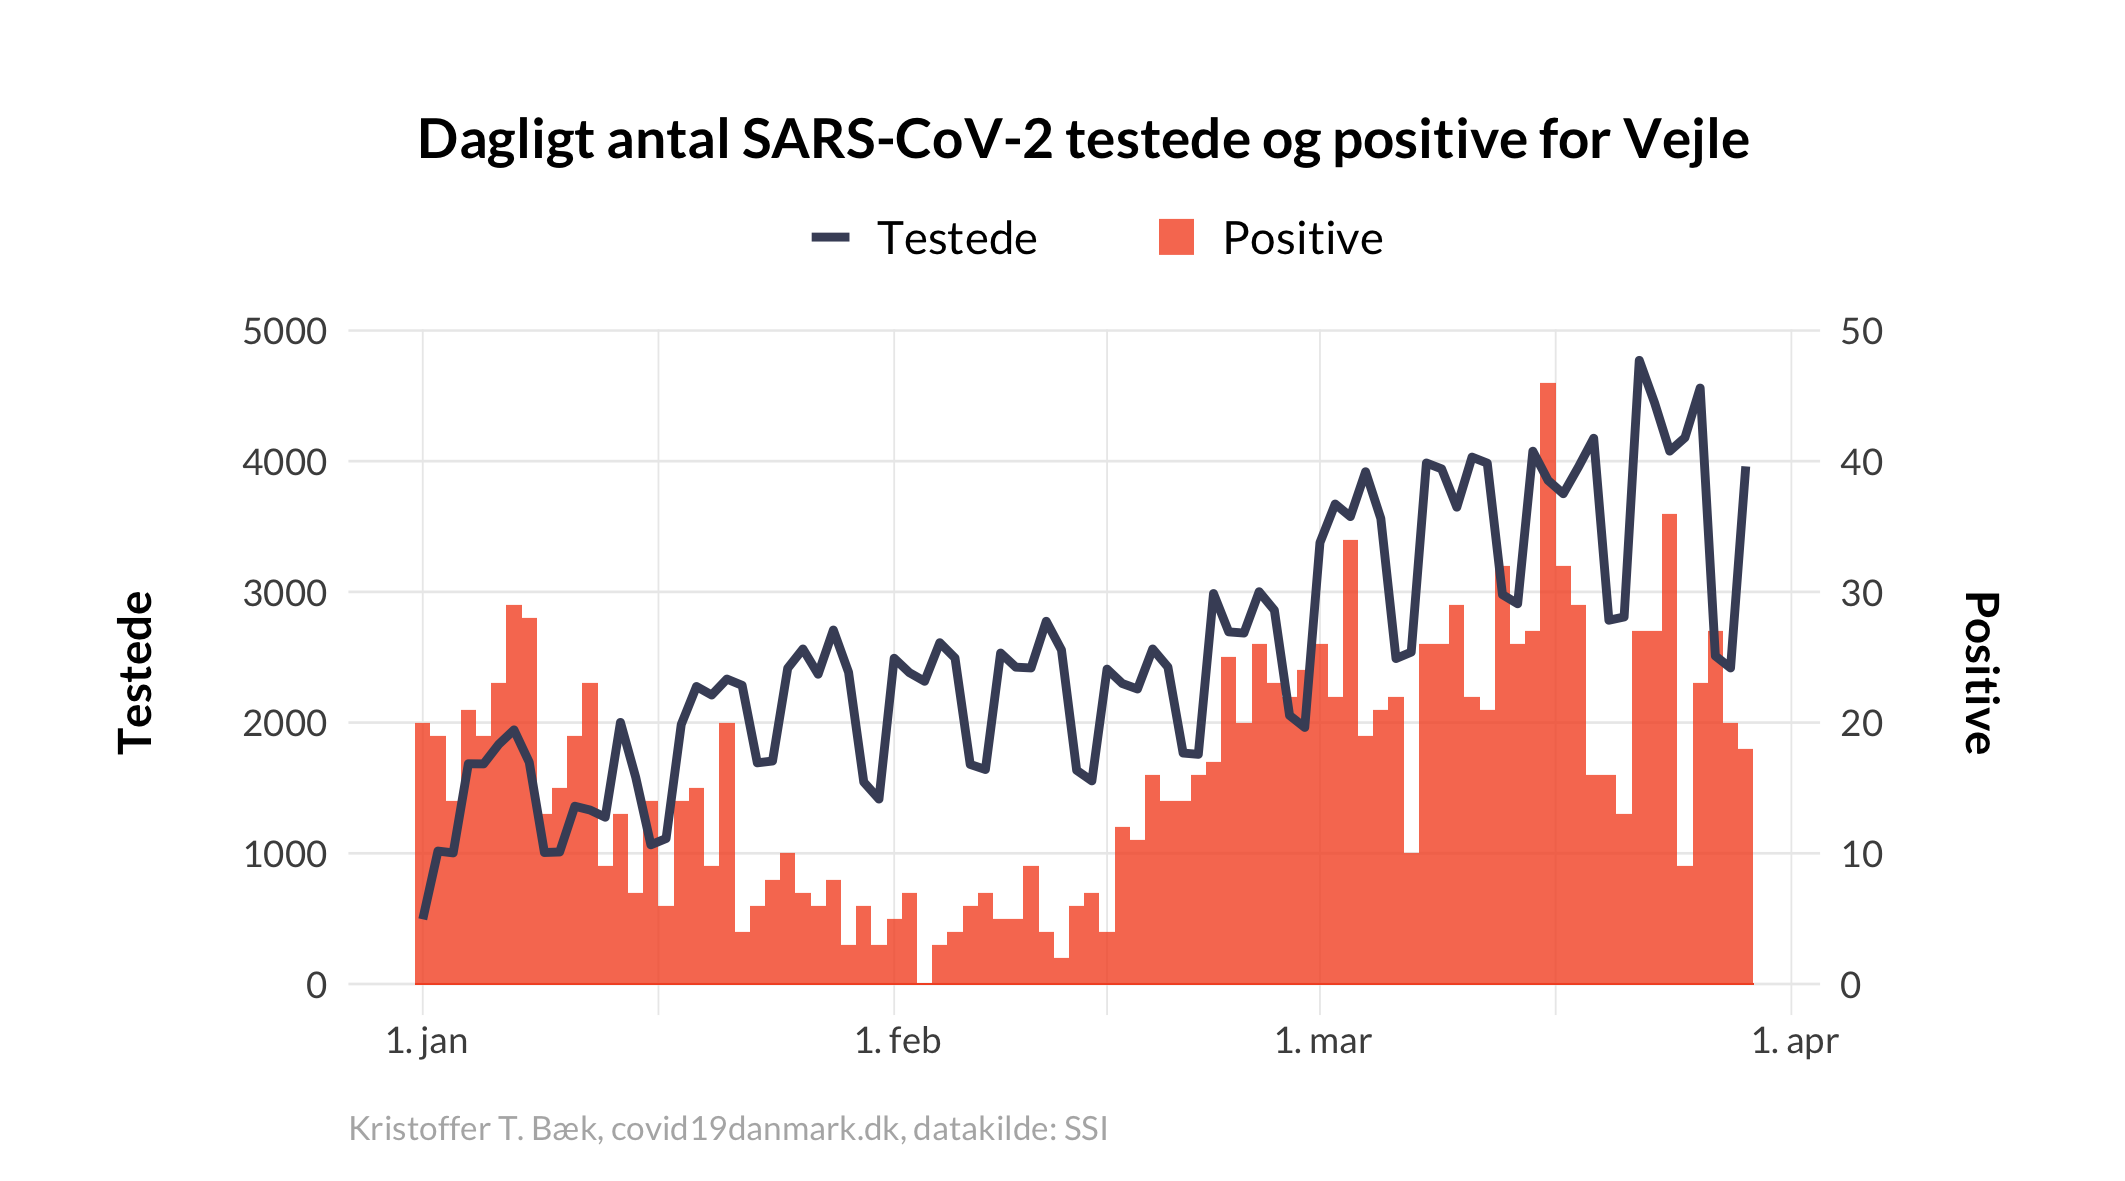 Dagligt antal SARS-CoV-2 testede og positive for Vejle
Testede
Positive
5000
4000
3000
2000
1000
0
Testede
50
40
30
20
10
0
Positive
1. jan
1. feb
1. mar
1. apr
Kristoffer T. Bæk, covid19danmark.dk, datakilde: SSI